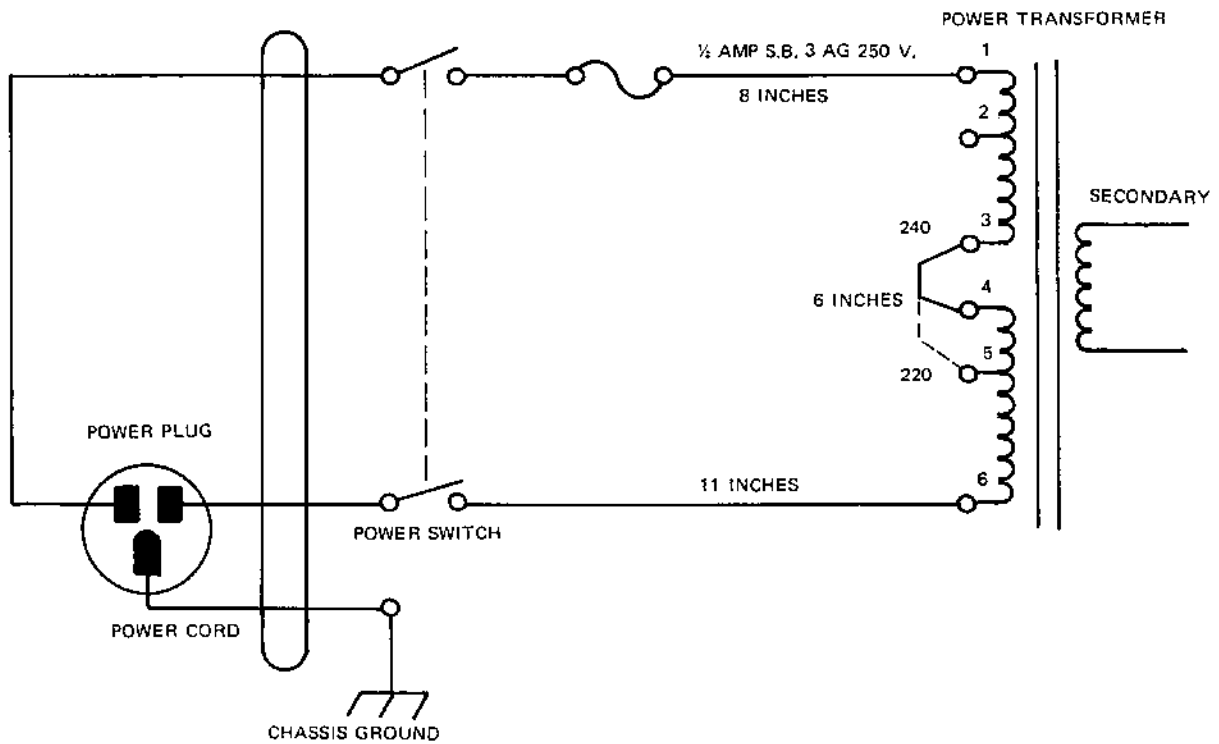 POWER TRANSFORMER
½ AMP S.B. 3 AG 250 V.
1
8 INCHES
2
SECONDARY
240
3
6 INCHES
4
5
220
POWER PLUG
6
11 INCHES
POWER SWITCH
POWER CORD
CHASSIS GROUND